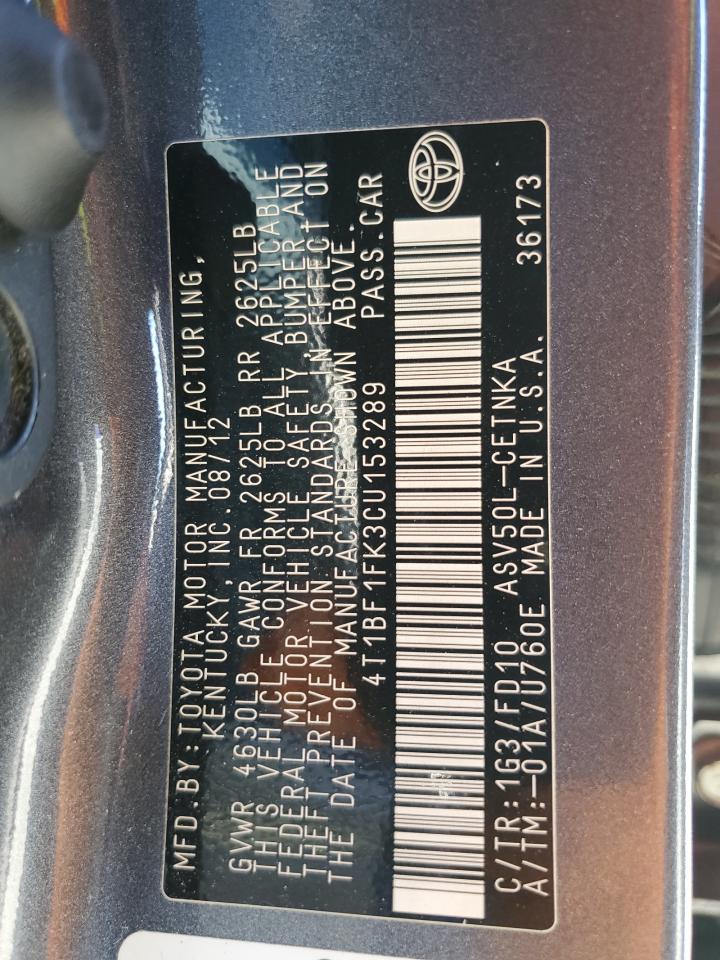 MFD.BY:TOYOTA MOTOR MANUFACTURING,
KENTUCKY, INC. 08/12
GVWR 4630LB GAWR FR 2625LB RR 2625LB
THIS VEHICLE CONFORMS TO ALL APPLICABLE
FEDERAL MOTOR VEHICLE SAFETY, BUMPER AND
THEFT PREVENTION STANDARDS IN EFFECT ON
THE DATE OF MANUFACTURE SHOWN ABOVE.
4T1BF1FK3CU153289 PASS.CAR
C/TR:1G3/FD10 ASV50L-CETNKA
A/TM:-01A/U760E MADE IN U.S.A. 36173